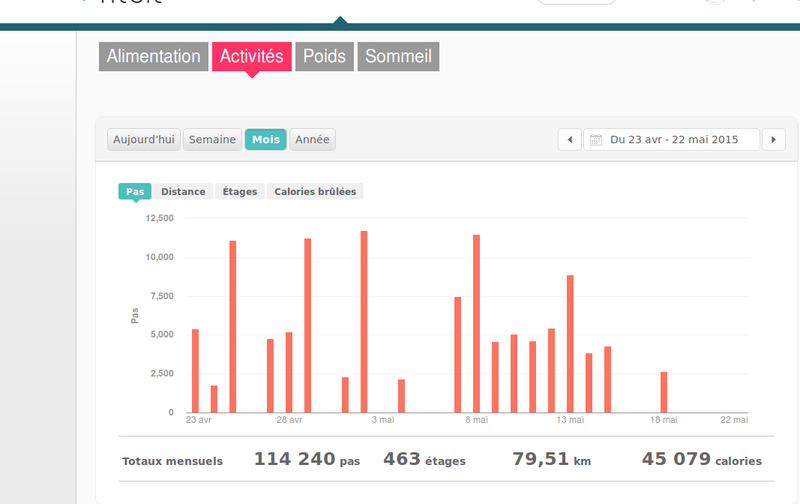 Alimentation Activités Poids Sommeil
Aujourd'hui Semaine Mois Année Du 23 avr - 22 mai 2015
Pas Distance Étages Calories brûlées
12,500
10,000
7,500
5,000
2,500
0
Pas
23 avr 28 avr 3 mai 8 mai 13 mai 18 mai 22 mai
Totaux mensuels 114 240 pas 463 étages 79,51 km 45 079 calories